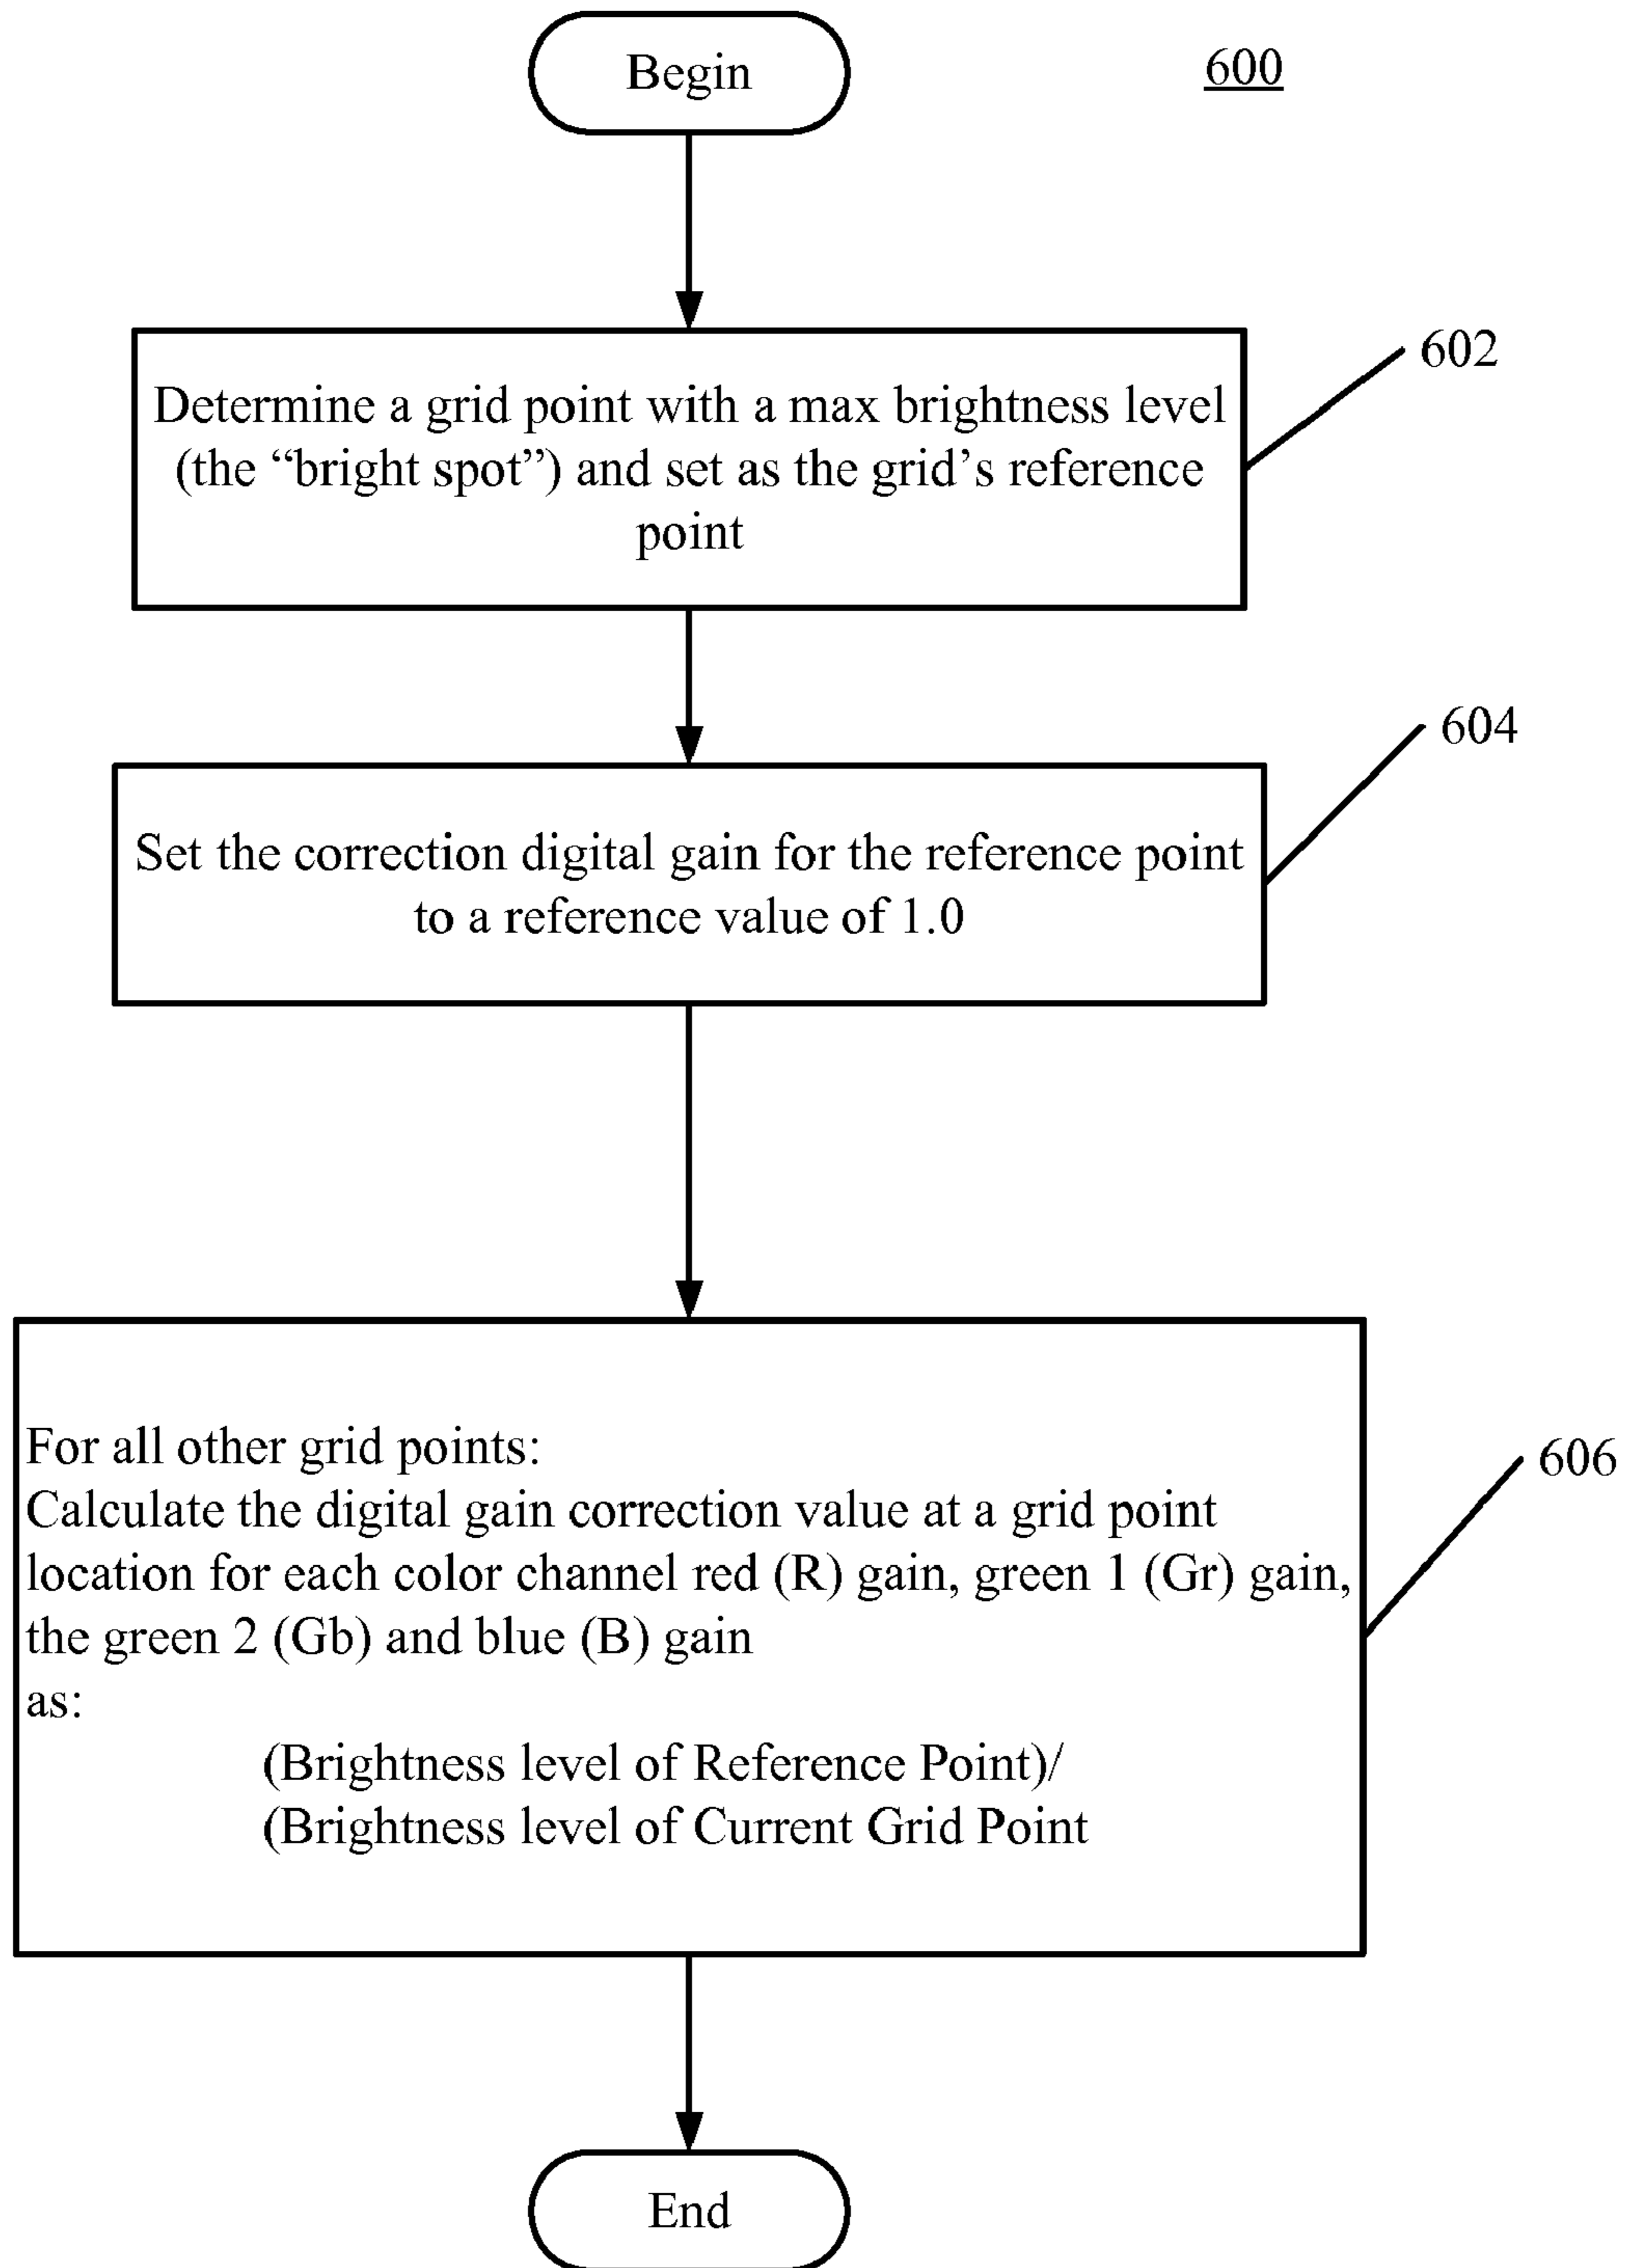 Begin
600
Determine a grid point with a max brightness level
(the “bright spot”) and set as the grid’s reference
point
602
Set the correction digital gain for the reference point
to a reference value of 1.0
604
For all other grid points:
Calculate the digital gain correction value at a grid point
location for each color channel red (R) gain, green 1 (Gr) gain,
the green 2 (Gb) and blue (B) gain
as:
(Brightness level of Reference Point)/
(Brightness level of Current Grid Point
606
End